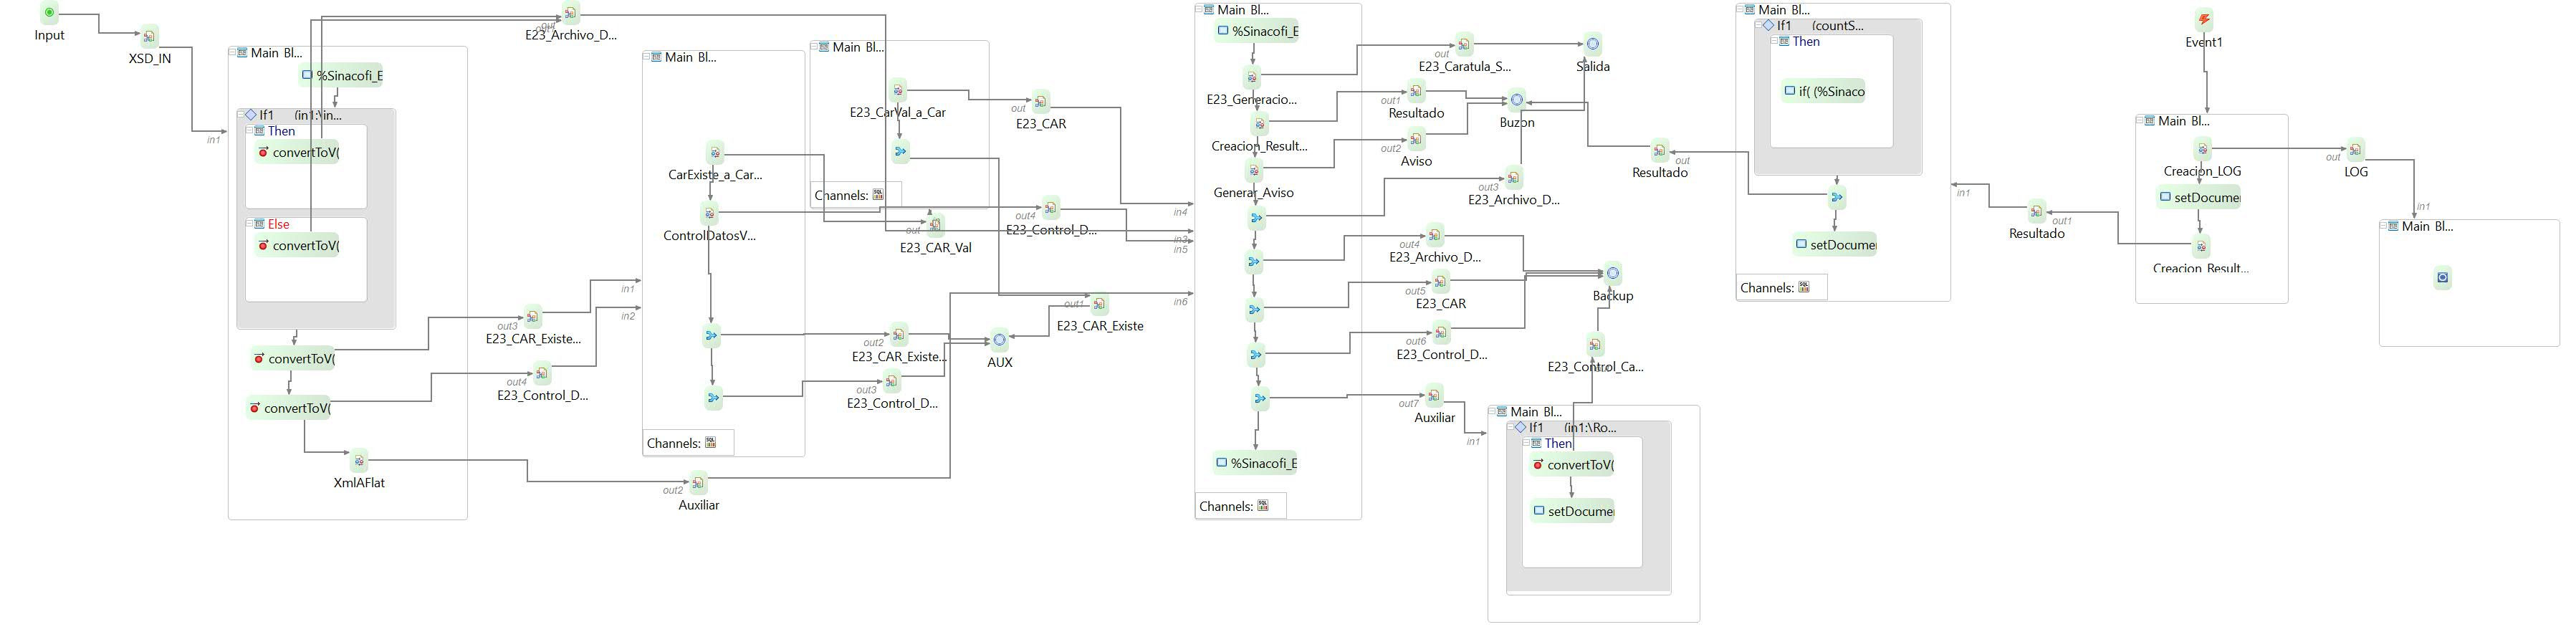 Input
XSD_IN
in1
Main Bl...
%Sinacofi_E
If1 (in1:\in...
Then
convertToV(
Else
convertToV(
convertToV(
convertToV(
XmlAFlat
out
E23_Archivo_D...
out3
E23_CAR_Existe...
out4
E23_Control_D...
out2
Auxiliar
in1
in2
Main Bl...
CarExiste_a_Car...
ControlDatosV...
Channels:
Main Bl...
E23_CarVal_a_Car
Channels:
out
E23_CAR
out
E23_CAR_Val
out4
E23_Control_D...
out1
E23_CAR_Existe
out2
E23_CAR_Existe...
out3
E23_Control_D...
AUX
in4
in3
in5
in6
Main Bl...
%Sinacofi_E
E23_Generacio...
Creacion_Result...
Generar_Aviso
%Sinacofi_E
Channels:
out
E23_Caratula_S...
Salida
out1
Resultado
out2
Aviso
Buzon
out3
E23_Archivo_D...
out4
E23_Archivo_D...
out5
E23_CAR
out6
E23_Control_D...
Backup
E23_Control_Ca...
out7
Auxiliar
in1
Main Bl...
If1 (in1:\Ro...
Then
convertToV(
setDocume
Main Bl...
If1 (countS...
Then
if( (%Sinaco
setDocume
Channels:
out
Resultado
in1
out1
Resultado
Event1
Main Bl...
Creacion_LOG
setDocume
Creacion_Result...
out
LOG
in1
Main Bl...